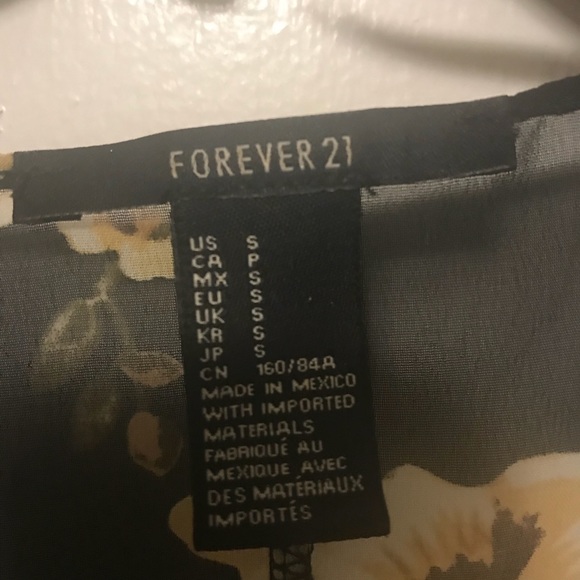 FOREVER 21
US S
CA P
MX S
EU S
UK S
KR S
JP S
CN 160/84A
MADE IN MEXICO
WITH IMPORTED
MATERIALS
FABRIQUÉ AU
MEXIQUE AVEC
DES MATÉRIAUX
IMPORTÉS